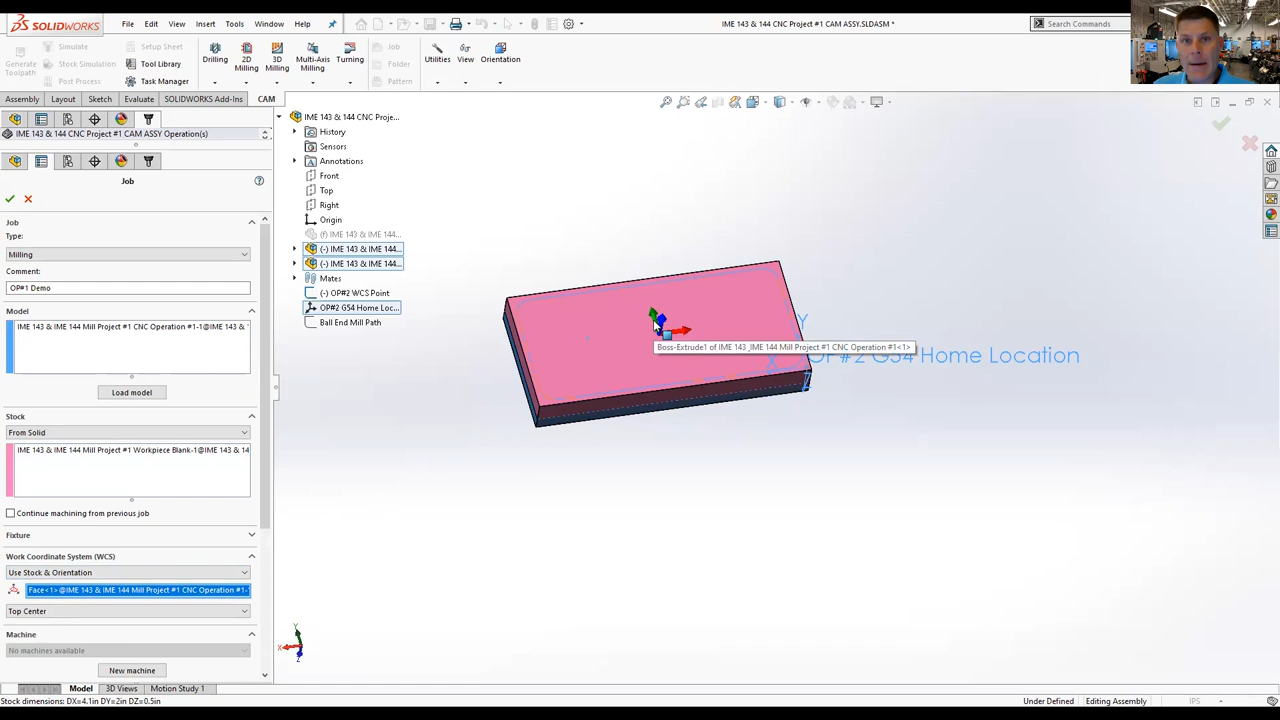 SOLIDWORKS
File Edit View Insert Tools Window Help
IME 143 & 144 CNC Project #1 CAM ASSY.SLDASM *
Search Commands
Generate Toolpath
Simulate
Stock Simulation
Post Process
Setup Sheet
Tool Library
Task Manager
Drilling
2D Milling
3D Milling
Multi-Axis Milling
Turning
Job
Folder
Pattern
Utilities
View
Orientation
Assembly Layout Sketch Evaluate SOLIDWORKS Add-Ins CAM
IME 143 & 144 CNC Project #1 CAM ASSY Operation(s)
Job
Job
Type:
Milling
Comment:
OP#1 Demo
Model
IME 143 & IME 144 Mill Project #1 CNC Operation #1-1@IME 143 &
Load model
Stock
From Solid
IME 143 & IME 144 Mill Project #1 Workpiece Blank-1@IME 143 & 14
Continue machining from previous job
Fixture
Work Coordinate System (WCS)
Use Stock & Orientation
Face<1> @IME 143 & IME 144 Mill Project #1 CNC Operation #1-
Top Center
Machine
No machines available
New machine
IME 143 & 144 CNC Proje...
History
Sensors
Annotations
Front
Top
Right
Origin
(f) IME 143 & IME 144...
(-) IME 143 & IME 144...
(-) IME 143 & IME 144...
Mates
(-) OP#2 WCS Point
OP#2 G54 Home Loc...
Ball End Mill Path
Boss-Extrude1 of IME 143 _IME 144 Mill Project #1 CNC Operation #1<1>
Y
X OP#2 G54 Home Location
Z
Y
X
Z
Model 3D Views Motion Study 1
Stock dimensions: DX=4.1in DY=2in DZ=0.5in
Under Defined Editing Assembly IPS